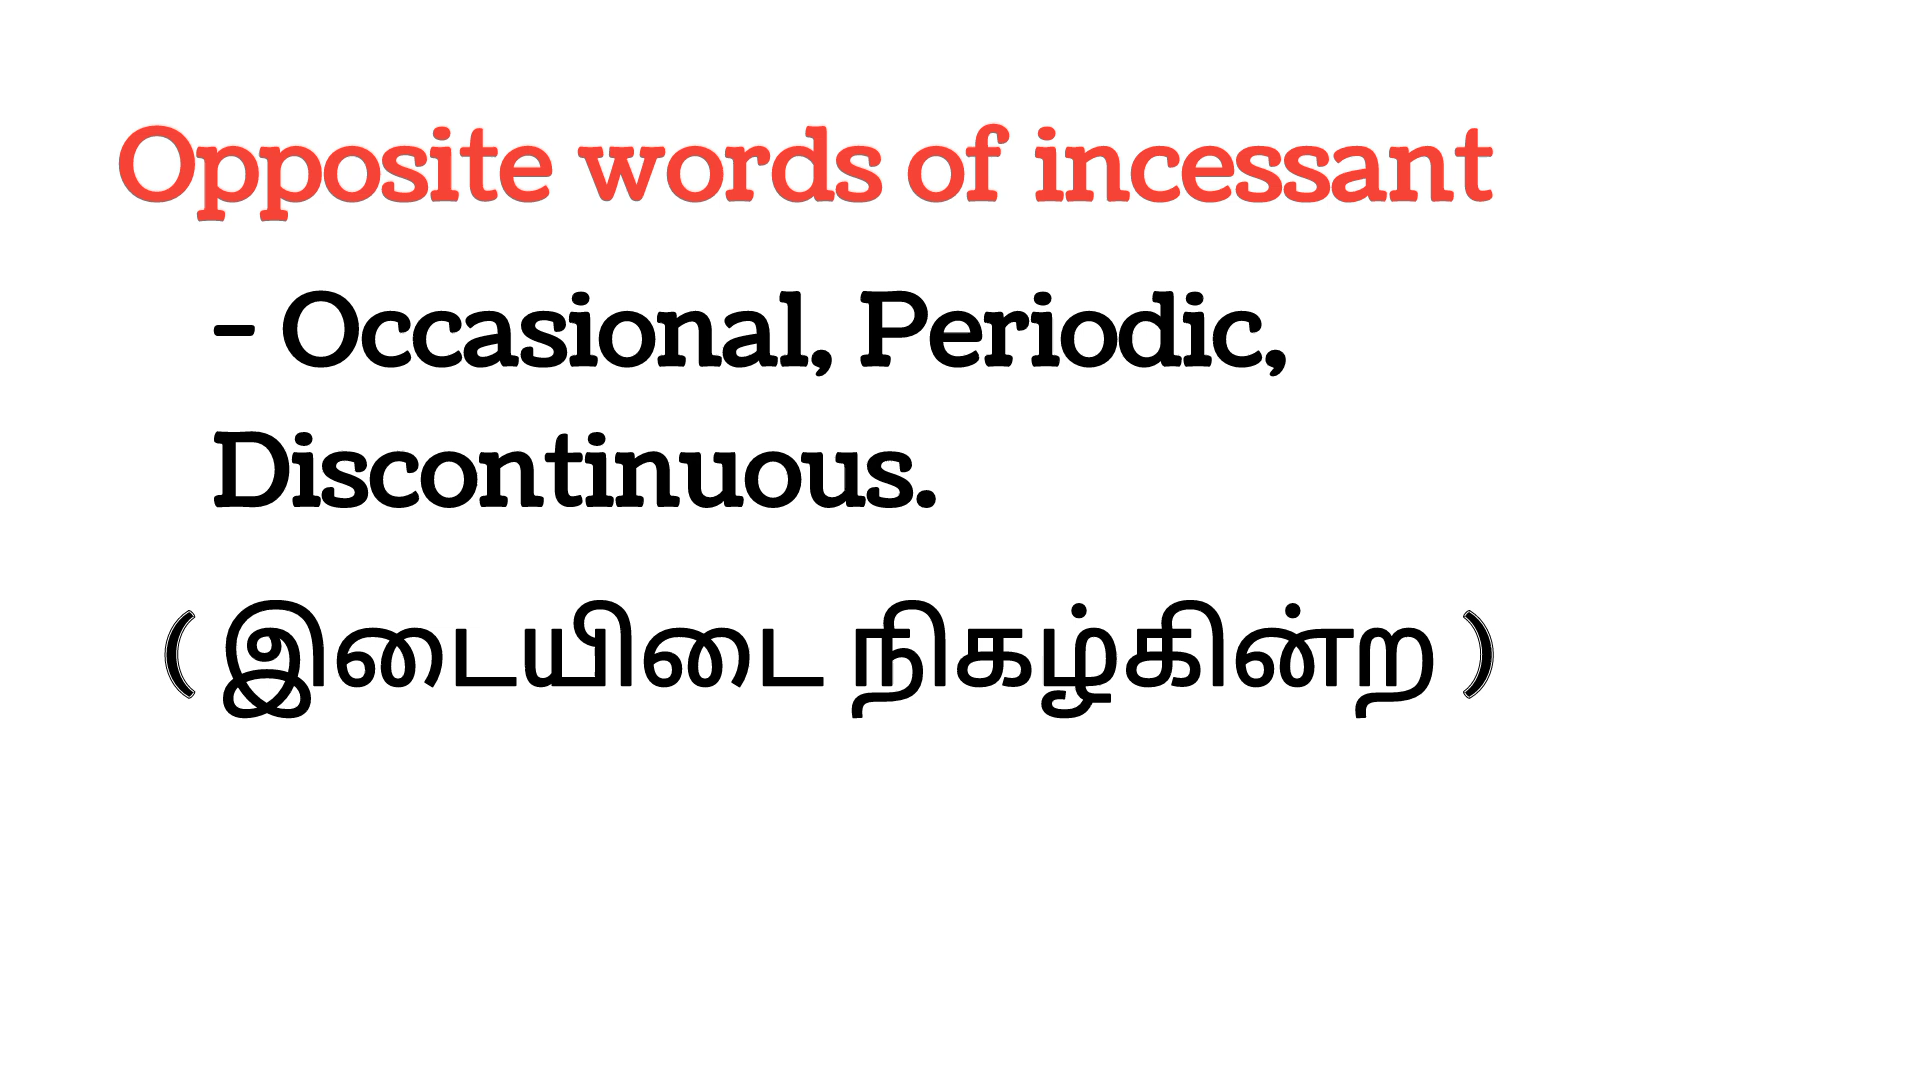 Opposite words of incessant
- Occasional, Periodic,
Discontinuous.
( இடையிடை நிகழ்கின்ற )